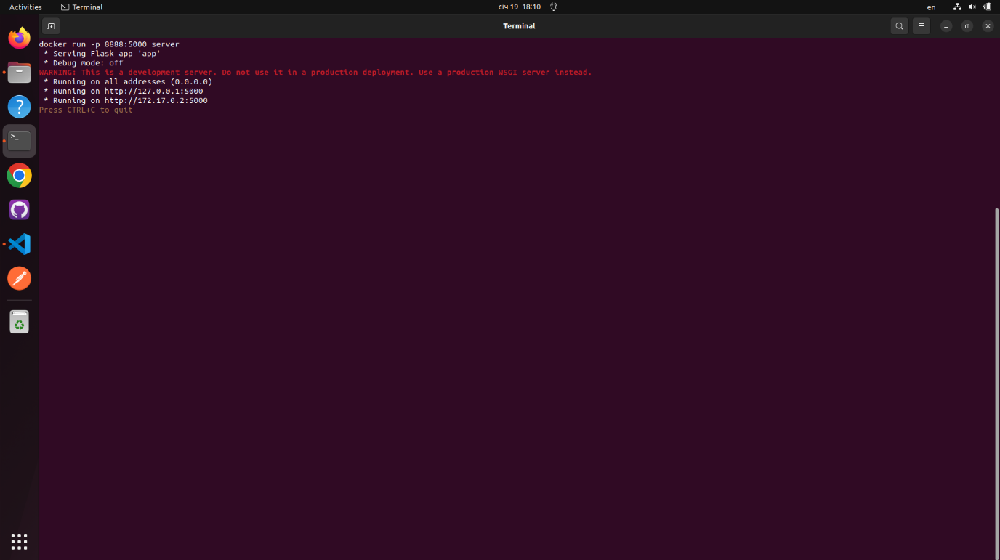 Activities Terminal січ 19 18:10 en
Terminal
docker run -p 8888:5000 server
* Serving Flask app 'app'
* Debug mode: off
WARNING: This is a development server. Do not use it in a production deployment. Use a production WSGI server instead.
* Running on all addresses (0.0.0.0)
* Running on http://127.0.0.1:5000
* Running on http://172.17.0.2:5000
Press CTRL+C to quit